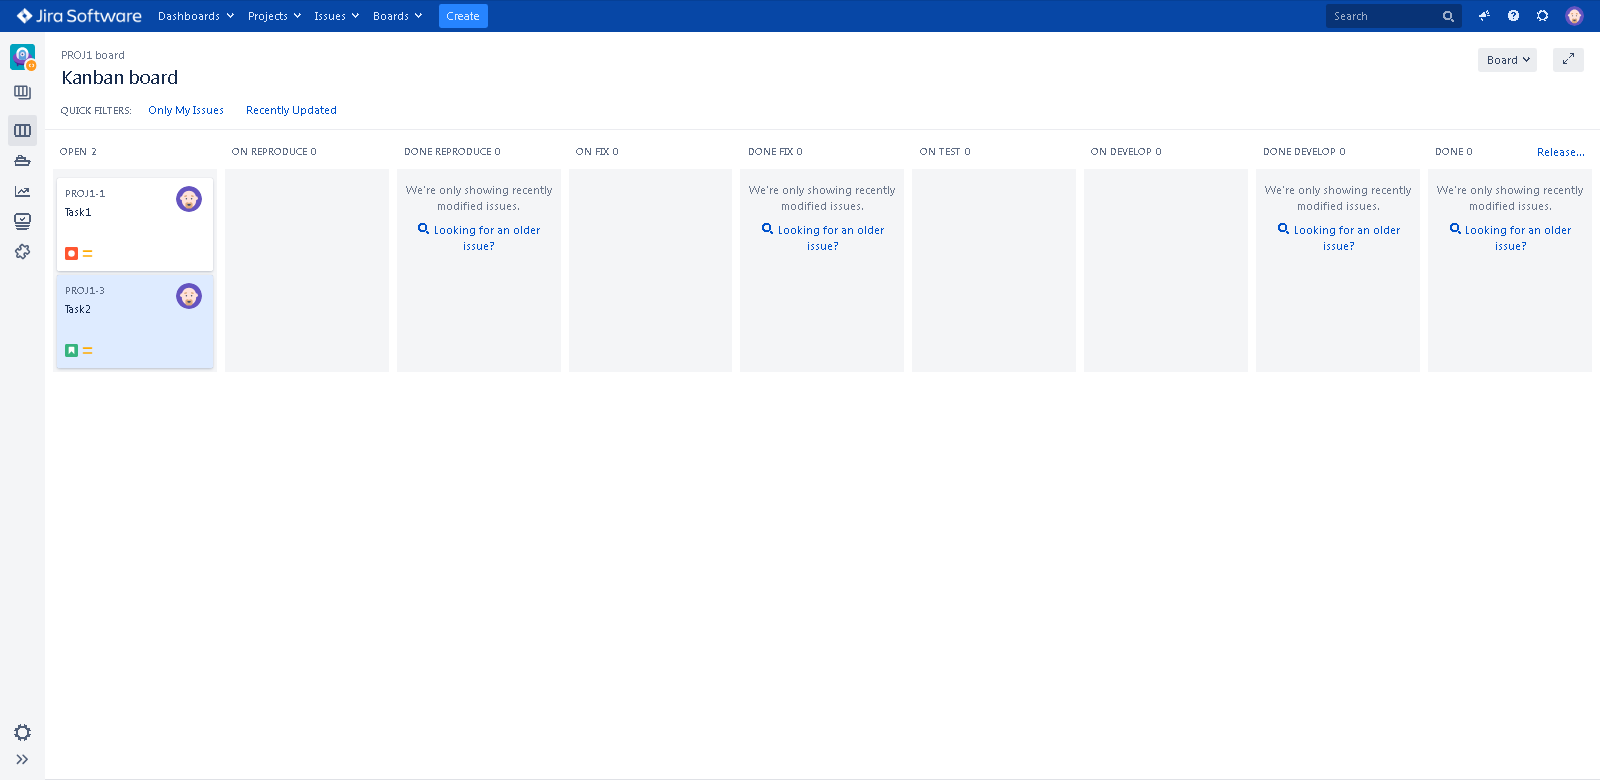 Jira Software Dashboards Projects Issues Boards Create Search
PROJ1 board
Kanban board
Board
QUICK FILTERS: Only My Issues Recently Updated
OPEN 2 ON REPRODUCE 0 DONE REPRODUCE 0 ON FIX 0 DONE FIX 0 ON TEST 0 ON DEVELOP 0 DONE DEVELOP 0 DONE 0 Release...
PROJ1-1
Task1
PROJ1-3
Task2
We're only showing recently
modified issues.
Looking for an older
issue?
We're only showing recently
modified issues.
Looking for an older
issue?
We're only showing recently
modified issues.
Looking for an older
issue?
We're only showing recently
modified issues.
Looking for an older
issue?